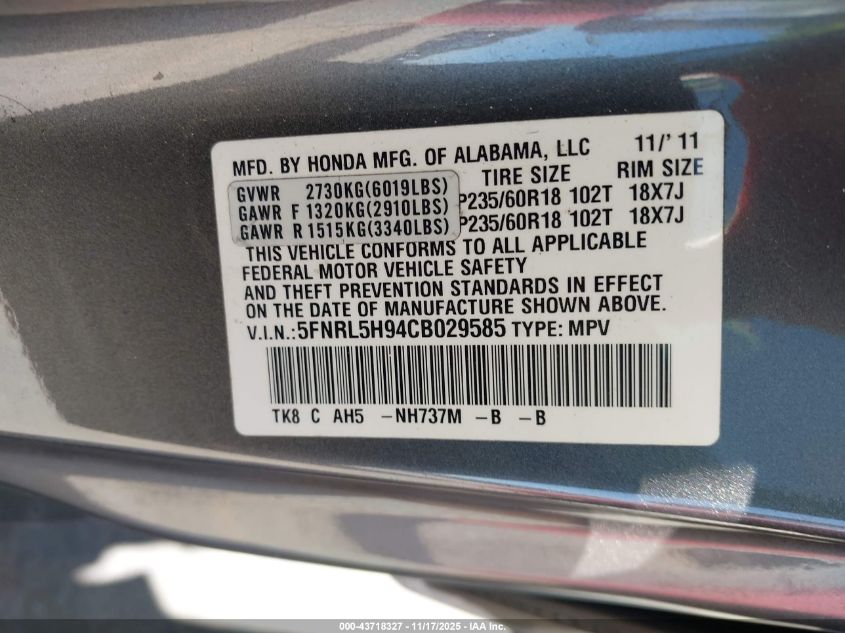 MFD. BY HONDA MFG. OF ALABAMA, LLC 11/'11
TIRE SIZE RIM SIZE
GVWR 2730KG(6019LBS)
GAWR F 1320KG(2910LBS) P235/60R18 102T 18X7J
GAWR R 1515KG(3340LBS) P235/60R18 102T 18X7J
THIS VEHICLE CONFORMS TO ALL APPLICABLE
FEDERAL MOTOR VEHICLE SAFETY
AND THEFT PREVENTION STANDARDS IN EFFECT
ON THE DATE OF MANUFACTURE SHOWN ABOVE.
V.I.N.: 5FNRL5H94CB029585 TYPE: MPV
TK8 C AH5 -NH737M -B -B
000-43718327 - 11/17/2025 - IAA Inc.